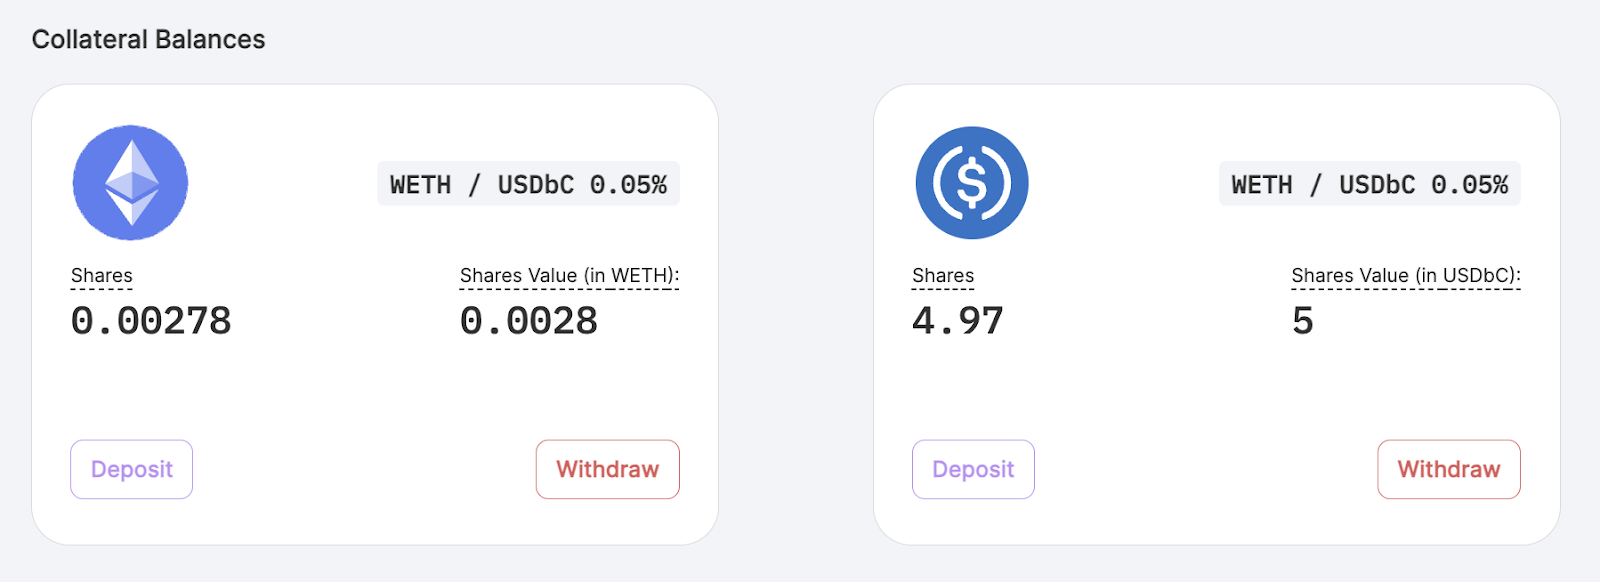 Collateral Balances
WETH / USDbC 0.05%
Shares
Shares Value (in WETH):
0.00278
0.0028
Deposit
Withdraw
WETH / USDbC 0.05%
Shares
Shares Value (in USDbC):
4.97
5
Deposit
Withdraw